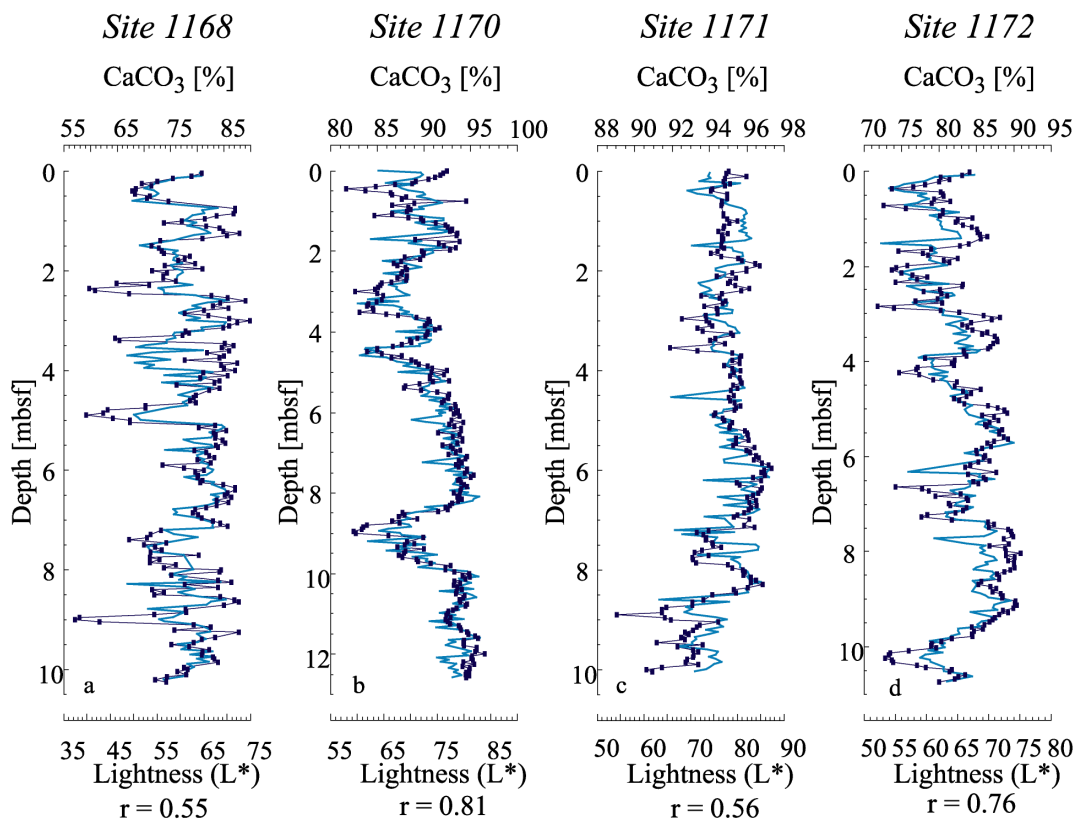 Site 1168 Site 1170 Site 1171 Site 1172
CaCO3 [%] CaCO3 [%] CaCO3 [%] CaCO3 [%]
55 65 75 85 80 85 90 95 100 88 90 92 94 96 98 70 75 80 85 90 95
Depth [mbsf]
0
2
4
6
8
10
a
Depth [mbsf]
0
2
4
6
8
10
12
b
Depth [mbsf]
0
2
4
6
8
10
c
Depth [mbsf]
0
2
4
6
8
10
d
35 45 55 65 75 55 65 75 85 50 60 70 80 90 50 55 60 65 70 75 80
Lightness (L*) Lightness (L*) Lightness (L*) Lightness (L*)
r = 0.55 r = 0.81 r = 0.56 r = 0.76